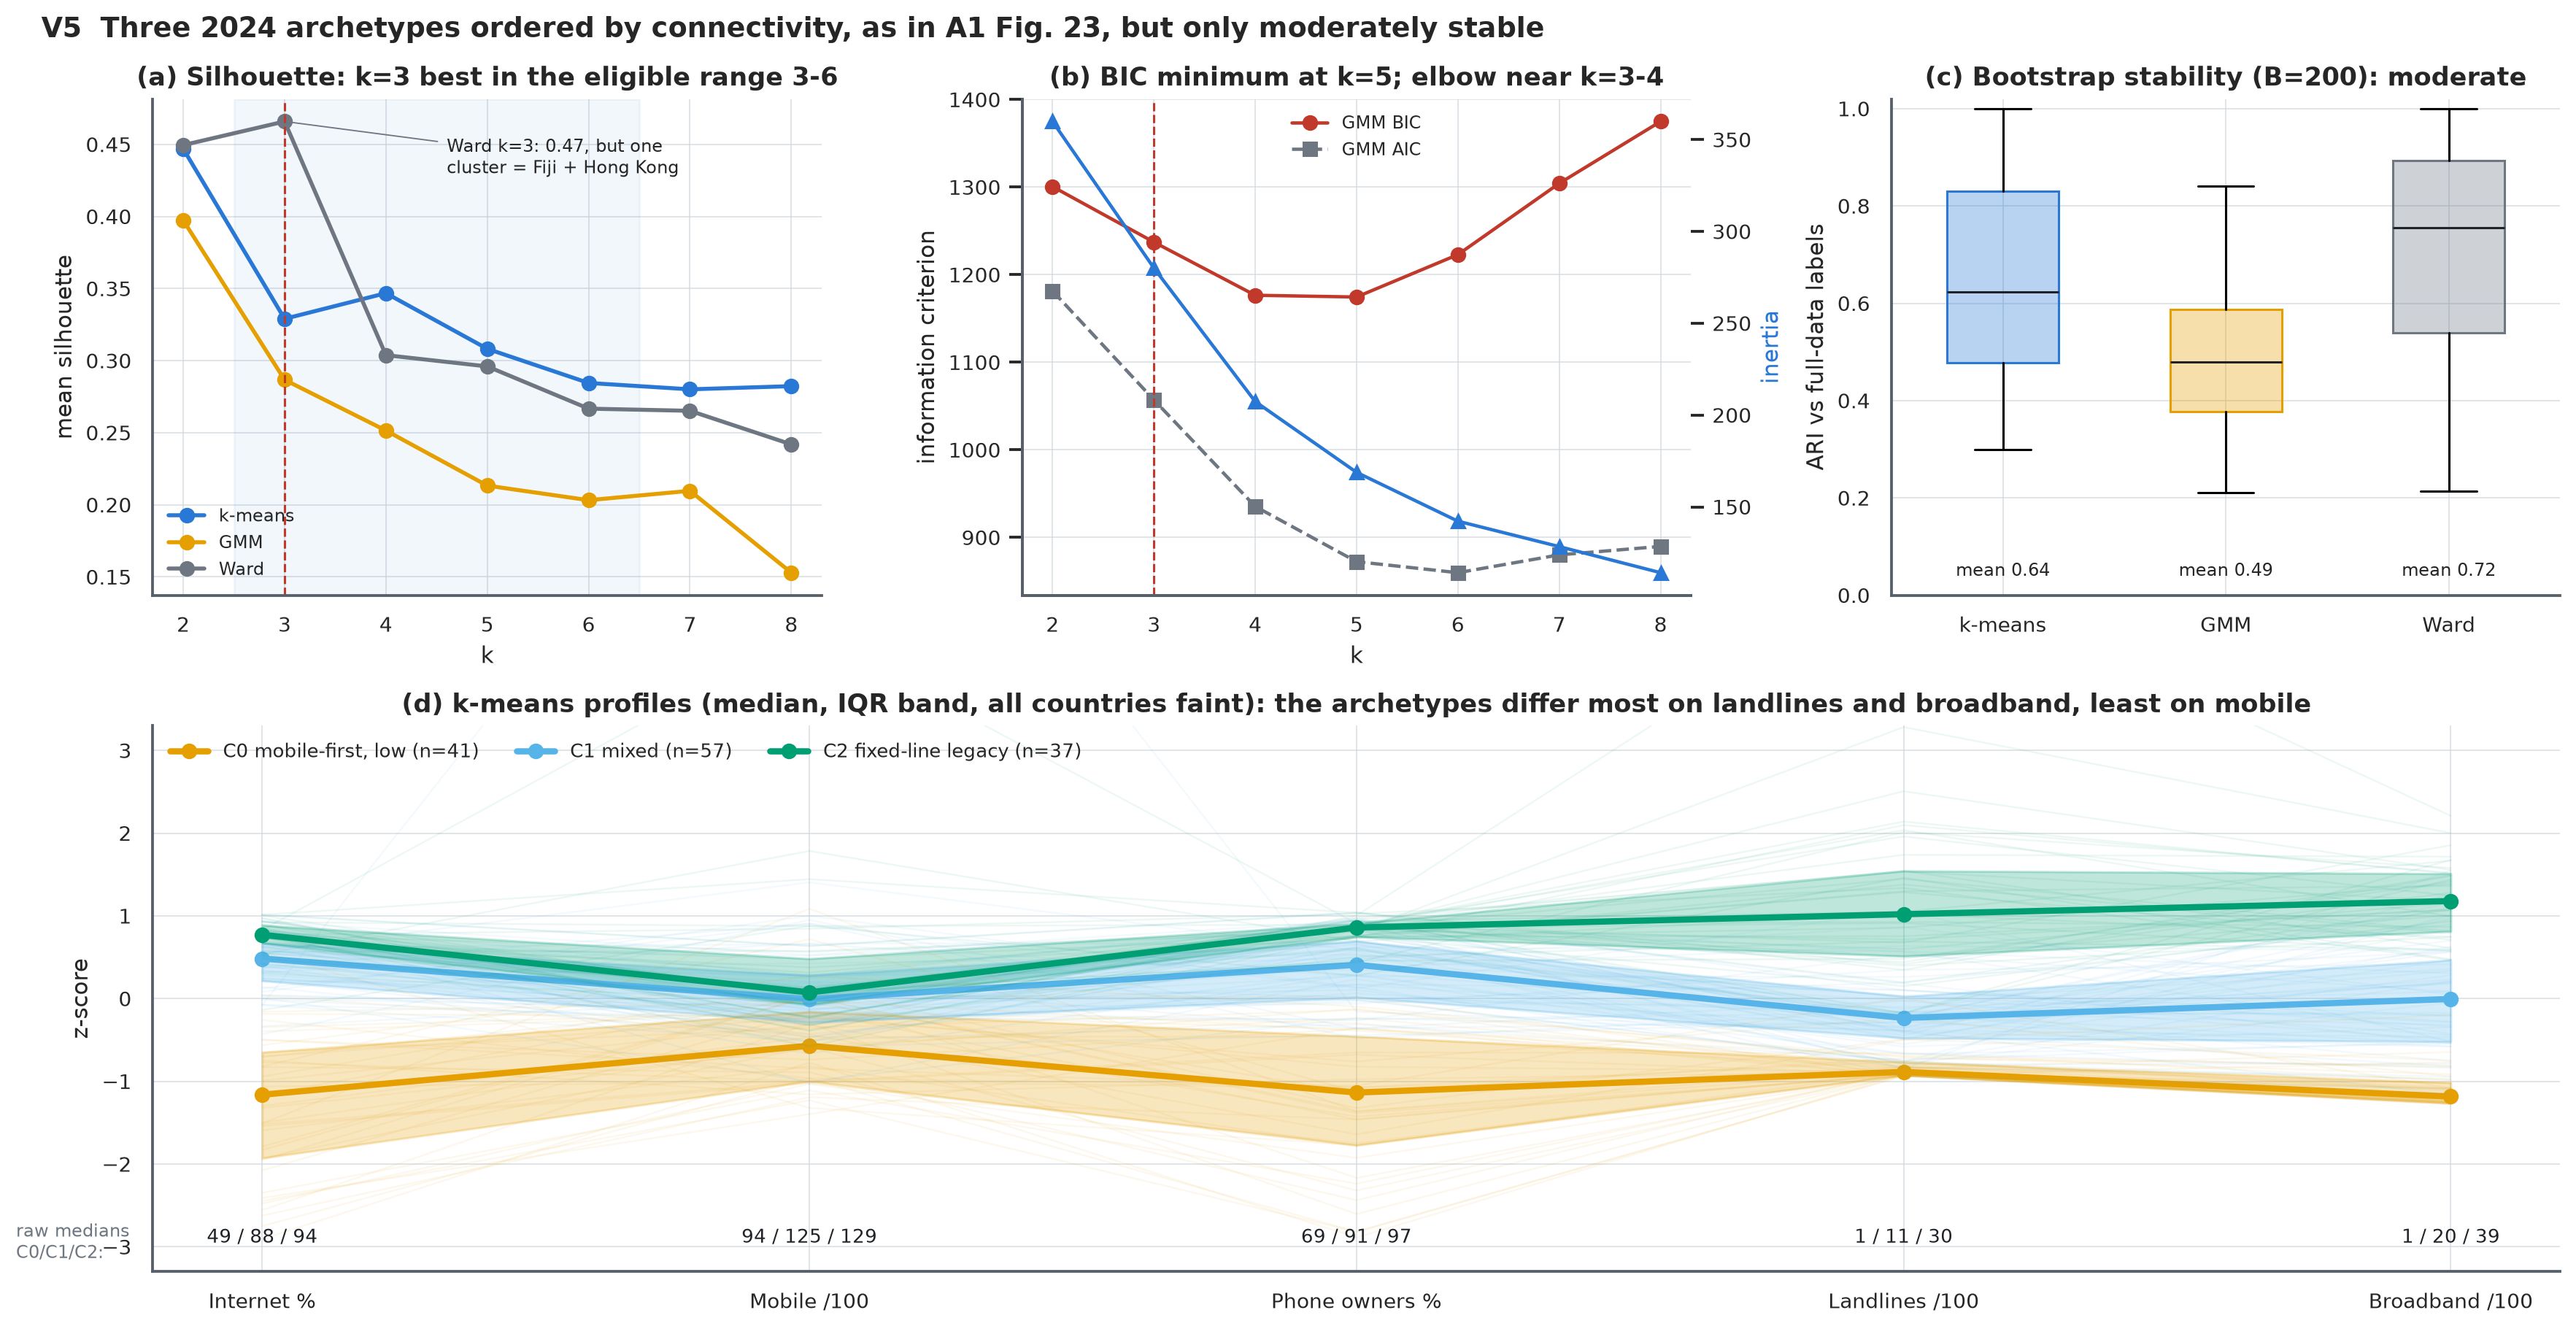 V5  Three 2024 archetypes ordered by connectivity, as in A1 Fig. 23, but only moderately stable
(a) Silhouette: k=3 best in the eligible range 3-6
mean silhouette
0.45
0.40
0.35
0.30
0.25
0.20
0.15
Ward k=3: 0.47, but one
cluster = Fiji + Hong Kong
k-means
GMM
Ward
2 3 4 5 6 7 8
k
(b) BIC minimum at k=5; elbow near k=3-4
information criterion
1400
1300
1200
1100
1000
900
GMM BIC
GMM AIC
350
300
250
200
150
inertia
2 3 4 5 6 7 8
k
(c) Bootstrap stability (B=200): moderate
ARI vs full-data labels
1.0
0.8
0.6
0.4
0.2
0.0
mean 0.64 mean 0.49 mean 0.72
k-means GMM Ward
(d) k-means profiles (median, IQR band, all countries faint): the archetypes differ most on landlines and broadband, least on mobile
C0 mobile-first, low (n=41) C1 mixed (n=57) C2 fixed-line legacy (n=37)
z-score
3
2
1
0
−1
−2
−3
raw medians
C0/C1/C2:
49 / 88 / 94 94 / 125 / 129 69 / 91 / 97 1 / 11 / 30 1 / 20 / 39
Internet % Mobile /100 Phone owners % Landlines /100 Broadband /100